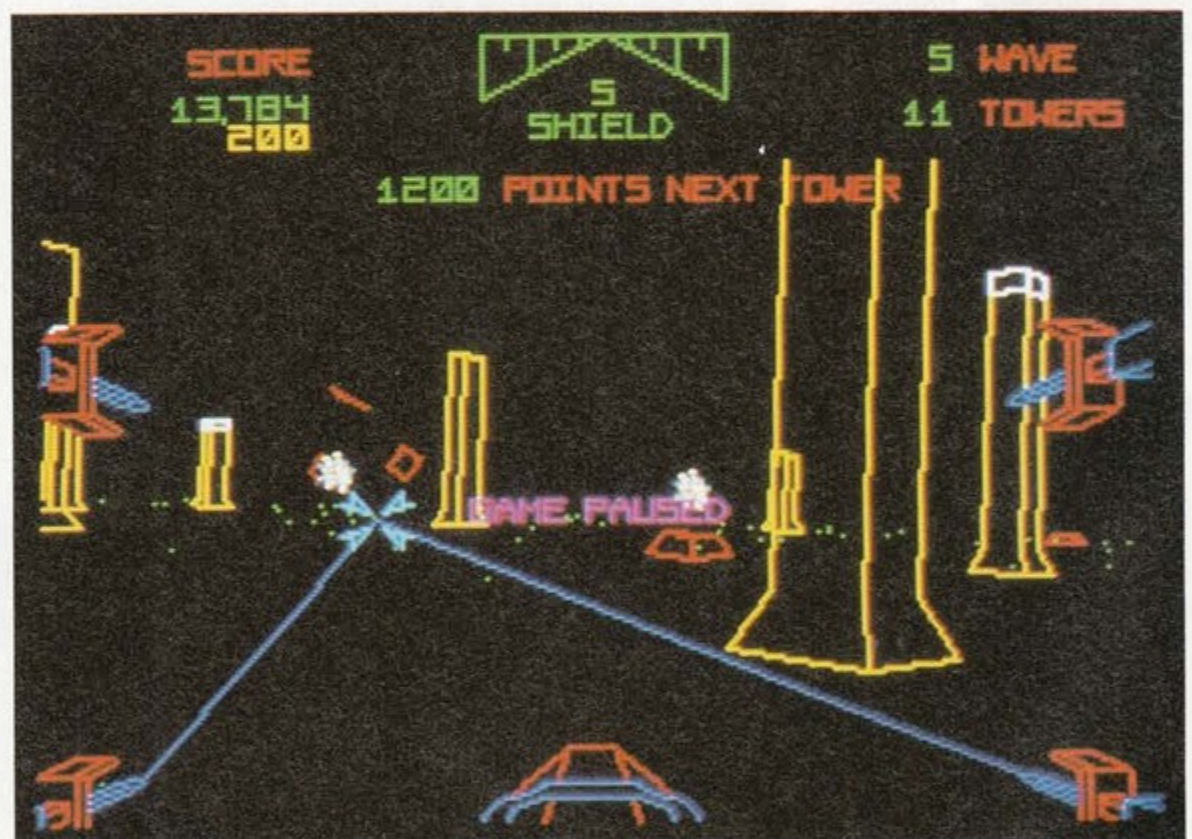 SCORE
13,784
200
5
SHIELD
5 WAVE
11 TOWERS
1200 POINTS NEXT TOWER
GAME PAUSED